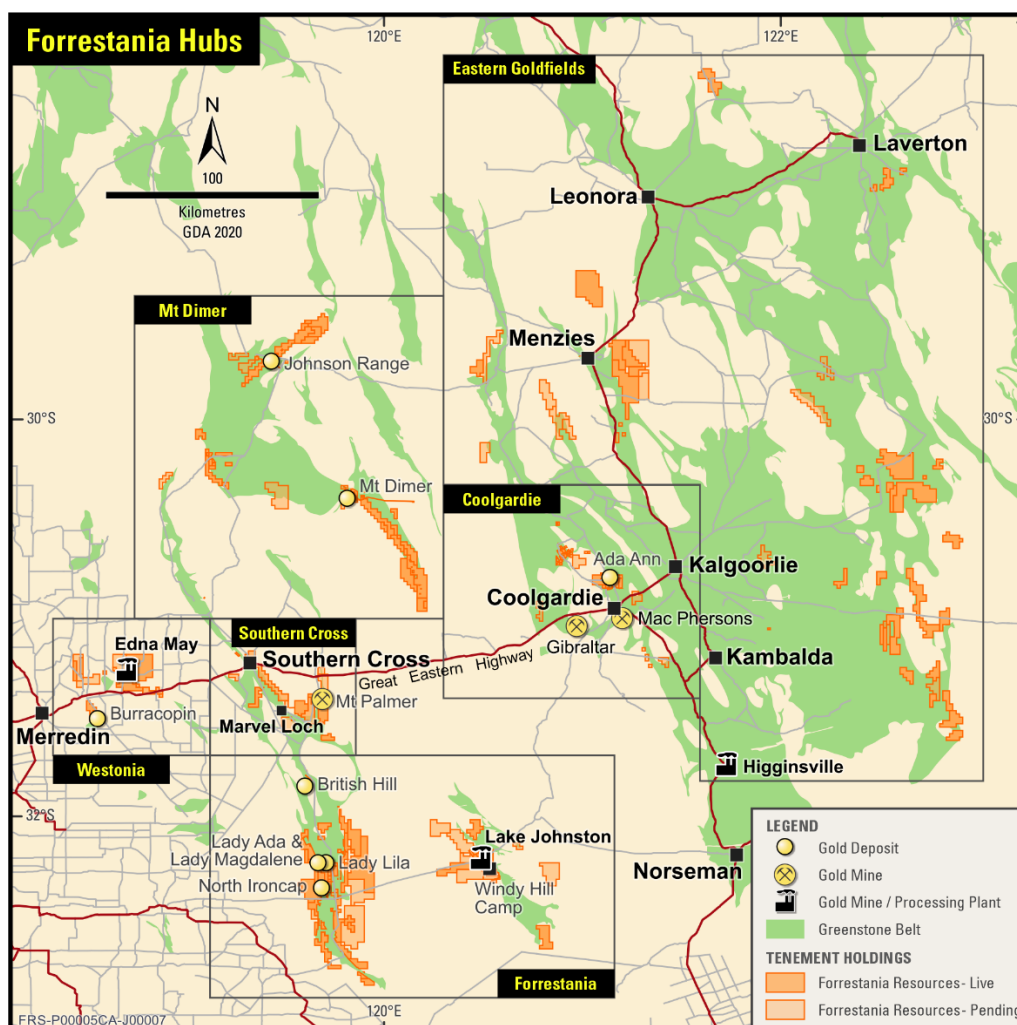 Forrestania Hubs
120°E
122°E
Eastern Goldfields
N
100
Kilometres
GDA 2020
Laverton
Leonora
Mt Dimer
Menzies
Johnson Range
30°S
30°S
Mt Dimer
Coolgardie
Ada Ann
Kalgoorlie
Coolgardie
Mac Phersons
Gibraltar
Edna May
Southern Cross
Southern Cross
Great Eastern Highway
Kambalda
Mt Palmer
Burracopin
Marvel Loch
Merredin
Westonia
Higginsville
British Hill
32°S
Lady Ada &
Lady Magdalene
Lady Lila
Lake Johnston
North Ironcap
Windy Hill
Camp
Norseman
Forrestania
LEGEND
Gold Deposit
Gold Mine
Gold Mine / Processing Plant
Greenstone Belt
TENEMENT HOLDINGS
Forrestania Resources- Live
Forrestania Resources- Pending
120°E
FRS-P00005CA-J00007